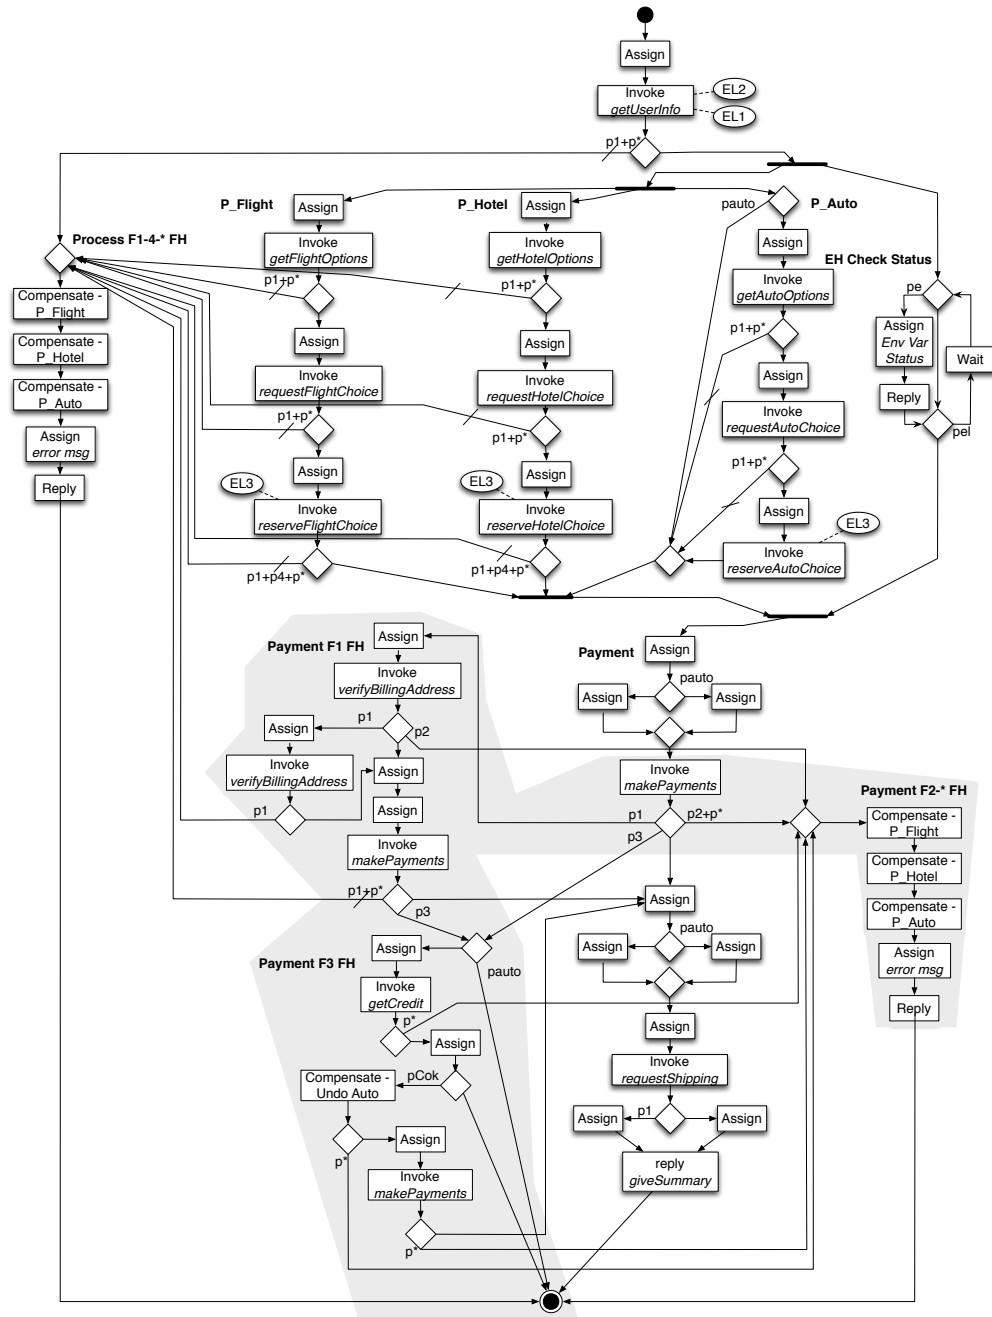 Assign
Invoke
getUserInfo
EL2
EL1
p1+p*
P_Flight
Assign
P_Hotel
Assign
pauto
P_Auto
Process F1-4-* FH
Invoke
getFlightOptions
Invoke
getHotelOptions
Assign
EH Check Status
Invoke
getAutoOptions
p1+p*
p1+p*
pe
Compensate -
P_Flight
Compensate -
P_Hotel
Compensate -
P_Auto
Assign
error msg
Reply
Assign
Assign
p1+p*
Assign
Env Var
Status
Wait
Reply
pel
Invoke
requestFlightChoice
Invoke
requestHotelChoice
Assign
Invoke
requestAutoChoice
p1+p*
p1+p*
p1+p*
Assign
Assign
EL3
EL3
Assign
EL3
Invoke
reserveFlightChoice
Invoke
reserveHotelChoice
Invoke
reserveAutoChoice
p1+p4+p*
p1+p4+p*
Payment F1 FH
Assign
Payment
Assign
Invoke
verifyBillingAddress
pauto
Assign
Assign
p1
p2
Assign
Invoke
verifyBillingAddress
Assign
Invoke
makePayments
p1
Assign
p1
p2+p*
p3
Payment F2-* FH
Compensate -
P_Flight
Compensate -
P_Hotel
Compensate -
P_Auto
Assign
error msg
Reply
Invoke
makePayments
p1+p*
p3
Assign
pauto
Assign
Assign
Payment F3 FH
Assign
pauto
Invoke
getCredit
p*
Assign
Assign
pCok
Compensate -
Undo Auto
Invoke
requestShipping
p1
Assign
Assign
p*
Assign
Invoke
makePayments
reply
giveSummary
p*